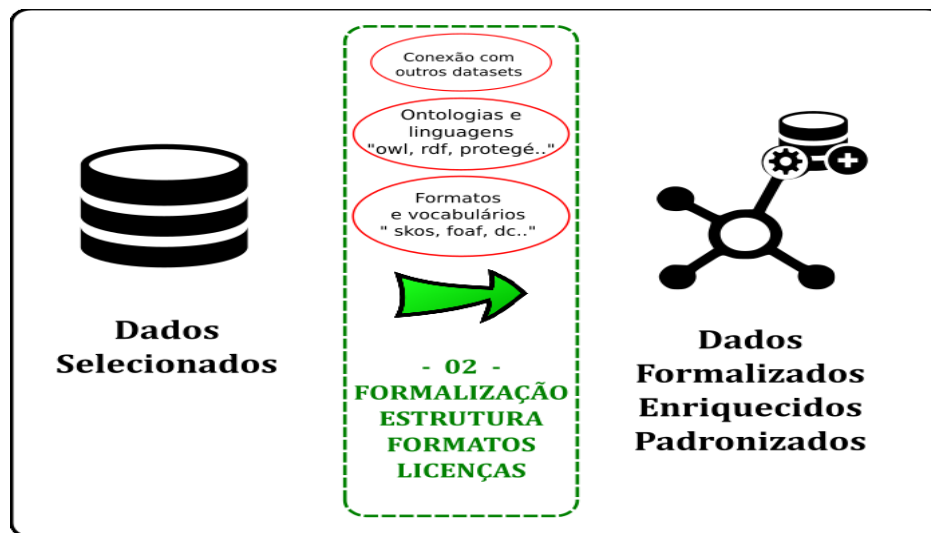 Conexão com
outros datasets
Ontologias e
linguagens
"owl, rdf, protegé.."
Formatos
e vocabulários
" skos, foaf, dc.."
Dados
Selecionados
- 02 -
FORMALIZAÇÃO
ESTRUTURA
FORMATOS
LICENÇAS
Dados
Formalizados
Enriquecidos
Padronizados